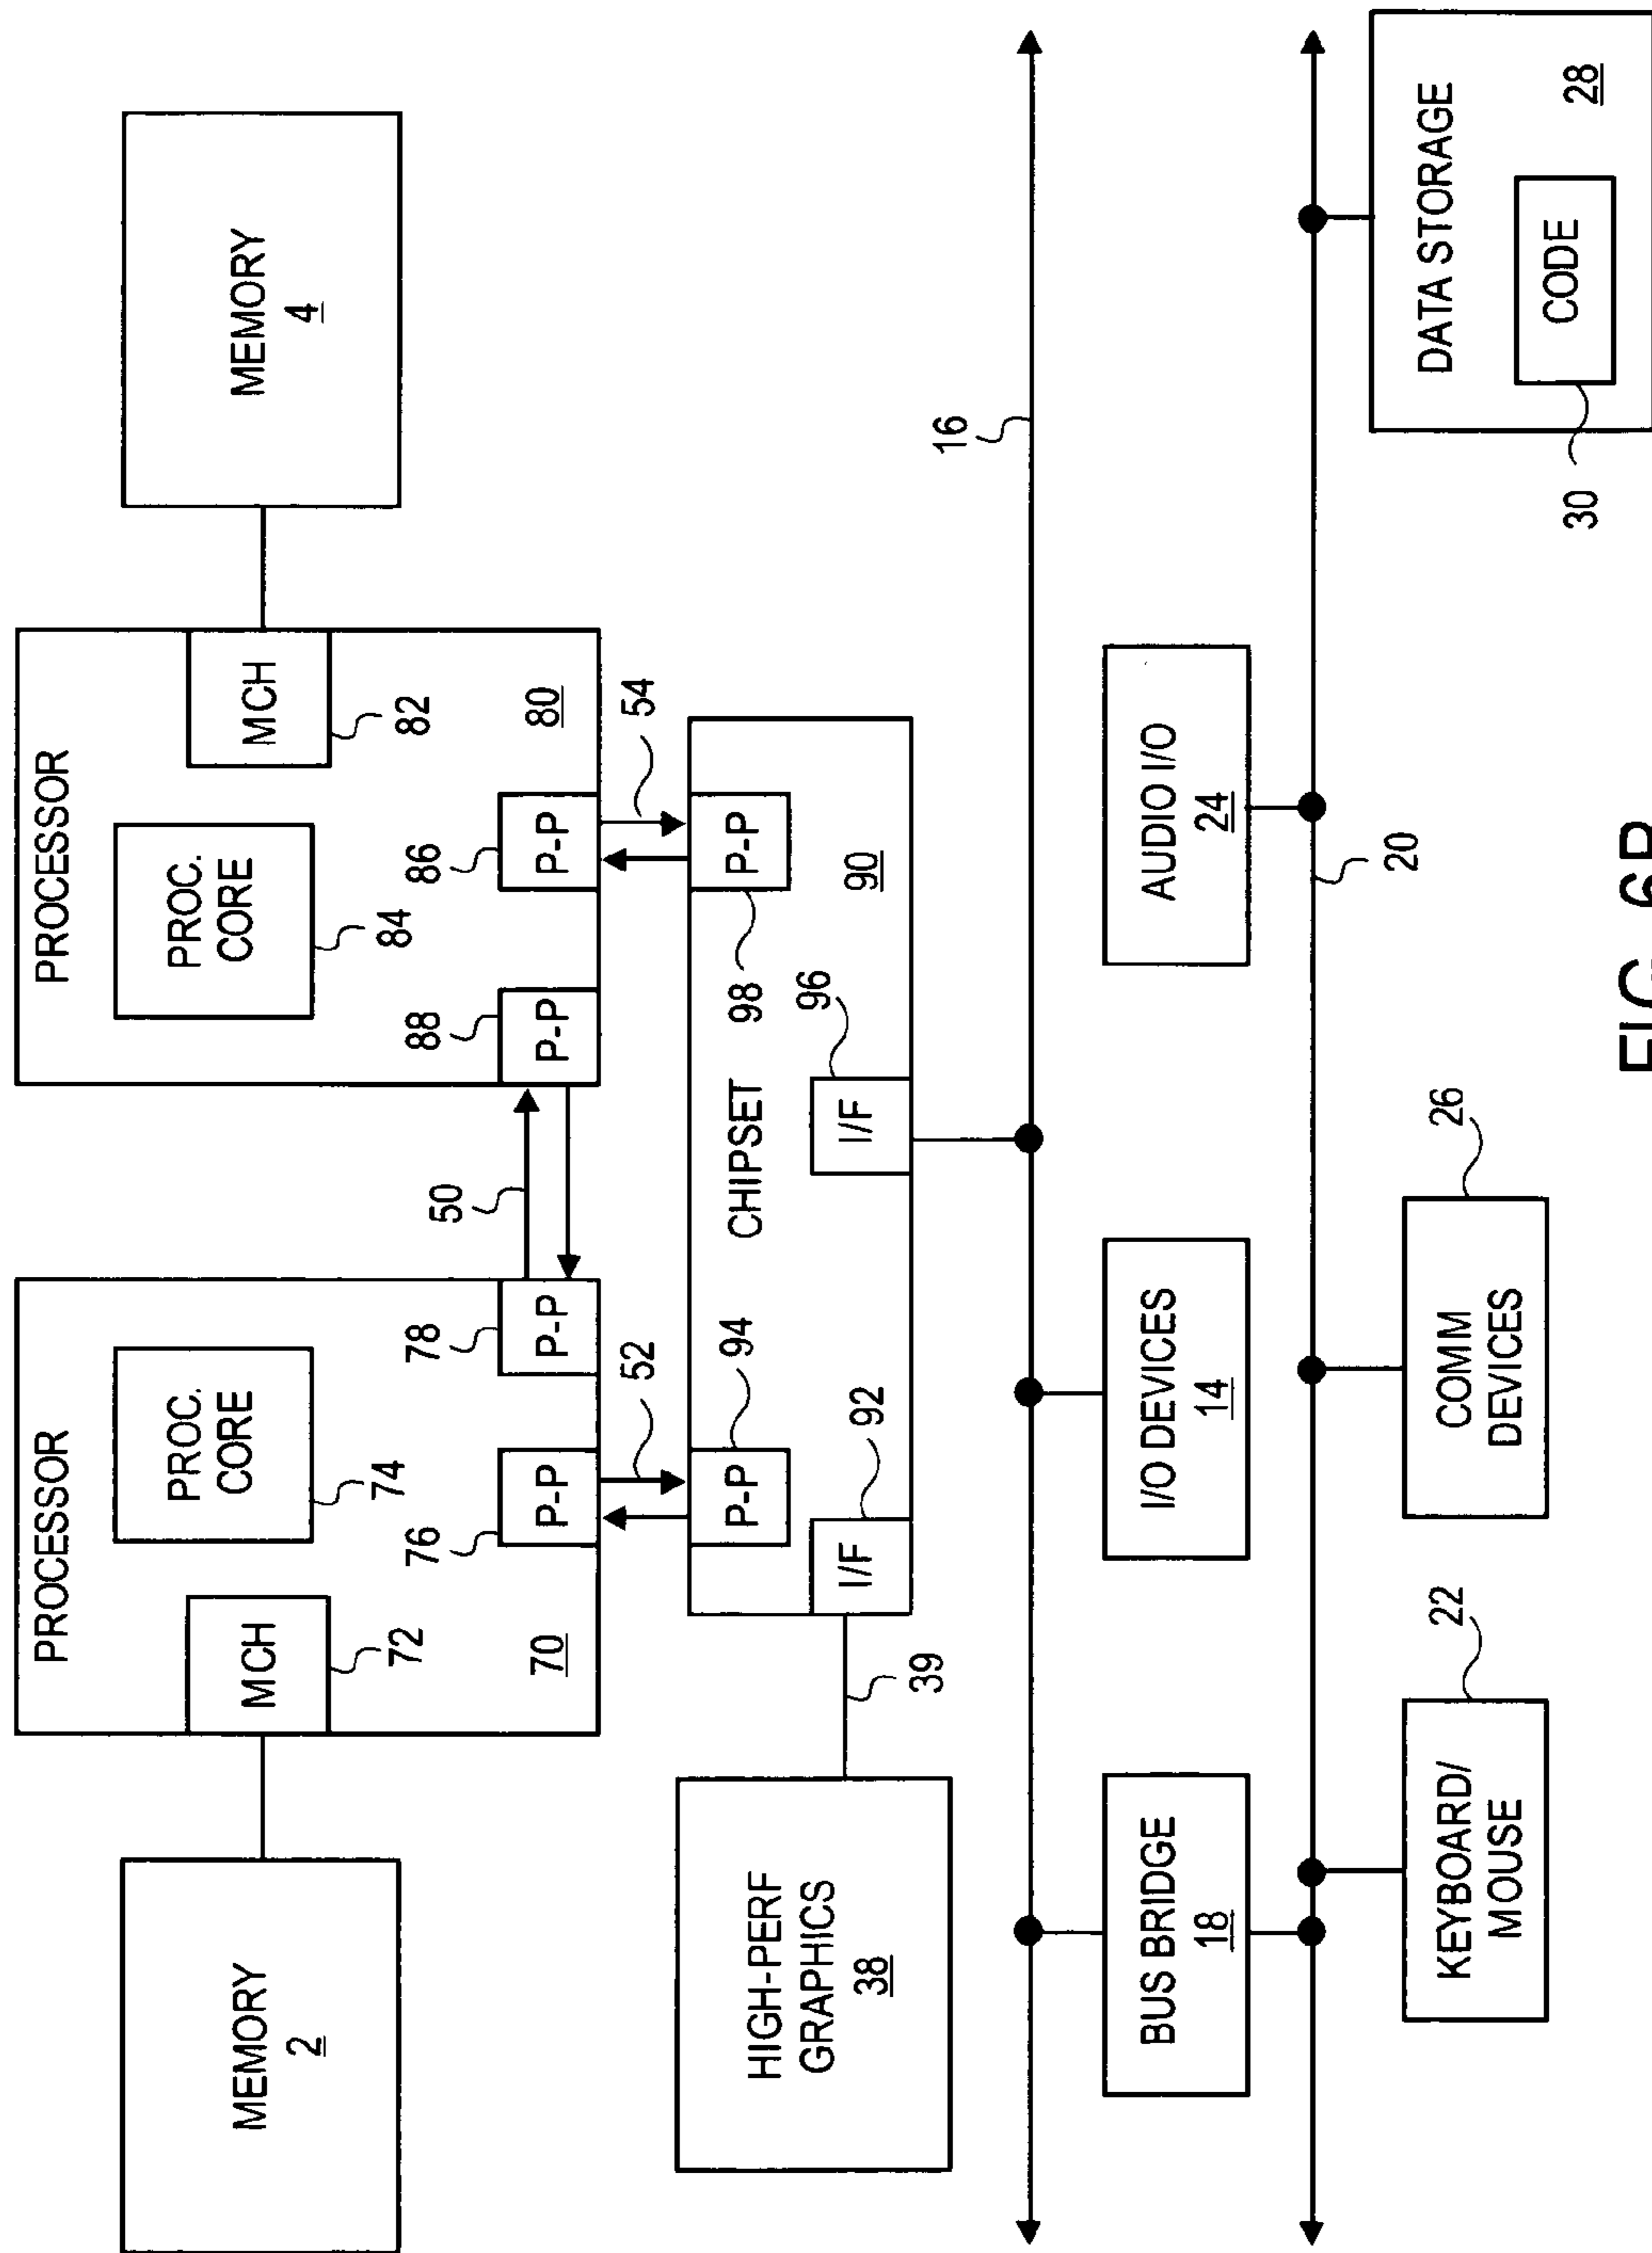 PROCESSOR
PROCESSOR
MEMORY
2
MCH
72
PROC.
CORE
74
76
P-P
78
P-P
70
50
88
P-P
PROC.
CORE
84
86
P-P
MCH
82
80
MEMORY
4
52
54
HIGH-PERF
GRAPHICS
38
39
P-P
94
I/F
92
CHIPSET
I/F
96
98
P-P
90
16
BUS BRIDGE
18
I/O DEVICES
14
AUDIO I/O
24
20
KEYBOARD/
MOUSE
22
COMM
DEVICES
26
DATA STORAGE
CODE
28
30
FIG. 6B